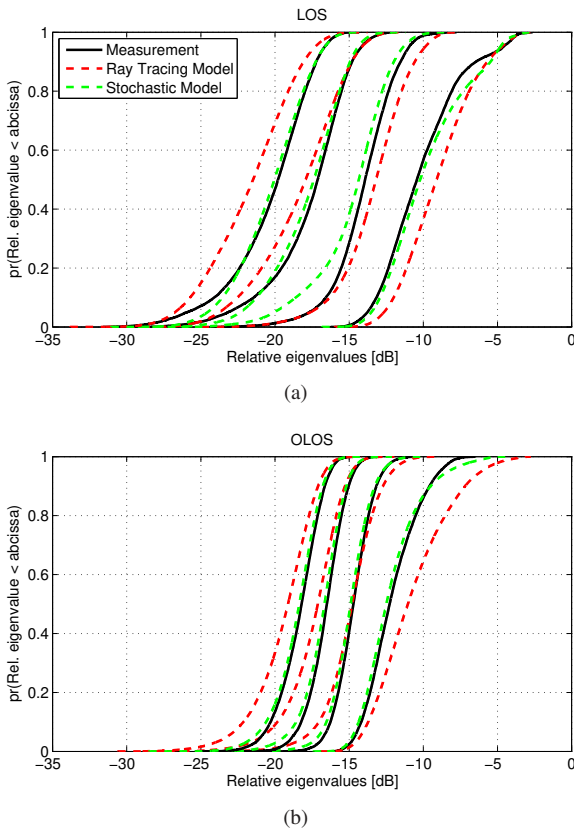 LOS
1
0.8
0.6
0.4
0.2
0
pr(Rel. eigenvalue < abcissa)
Measurement
Ray Tracing Model
Stochastic Model
−35 −30 −25 −20 −15 −10 −5 0
Relative eigenvalues [dB]
(a)
OLOS
1
0.8
0.6
0.4
0.2
0
pr(Rel. eigenvalue < abcissa)
−35 −30 −25 −20 −15 −10 −5 0
Relative eigenvalues [dB]
(b)